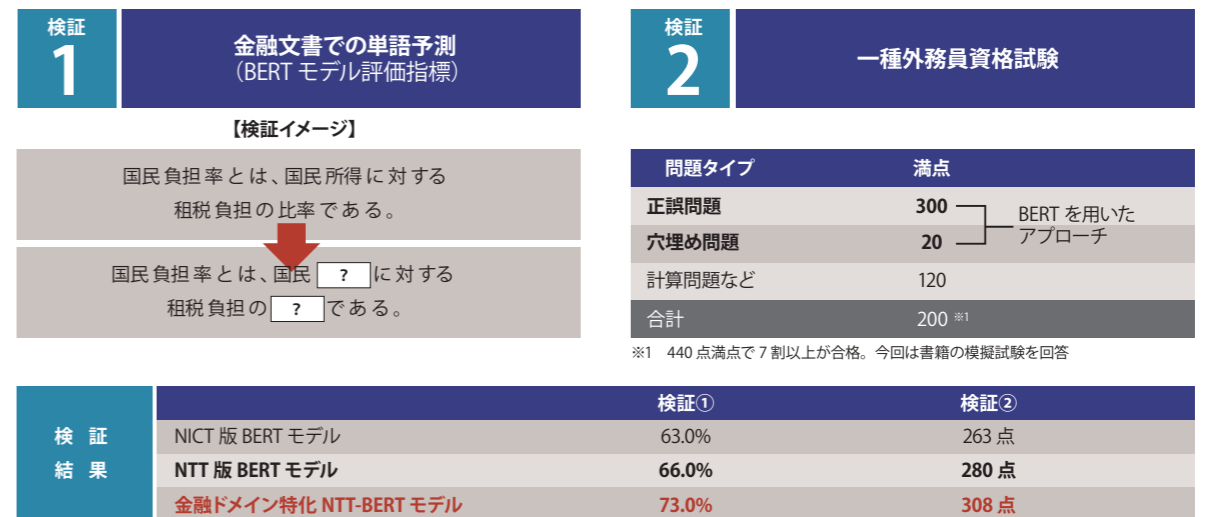 検証
1
金融文書での単語予測
（BERT モデル評価指標）
【検証イメージ】
国民負担率とは、国民所得に対する
租税負担の比率である。
国民負担率とは、国民 ? に対する
租税負担の ? である。
検証
2
一種外務員資格試験
問題タイプ 満点
正誤問題 300
穴埋め問題 20
BERT を用いた
アプローチ
計算問題など 120
合計 200 ※1
※1 440 点満点で 7 割以上が合格。今回は書籍の模擬試験を回答
検証
結果
検証① 検証②
NICT 版 BERT モデル 63.0% 263 点
NTT 版 BERT モデル 66.0% 280 点
金融ドメイン特化 NTT-BERT モデル 73.0% 308 点